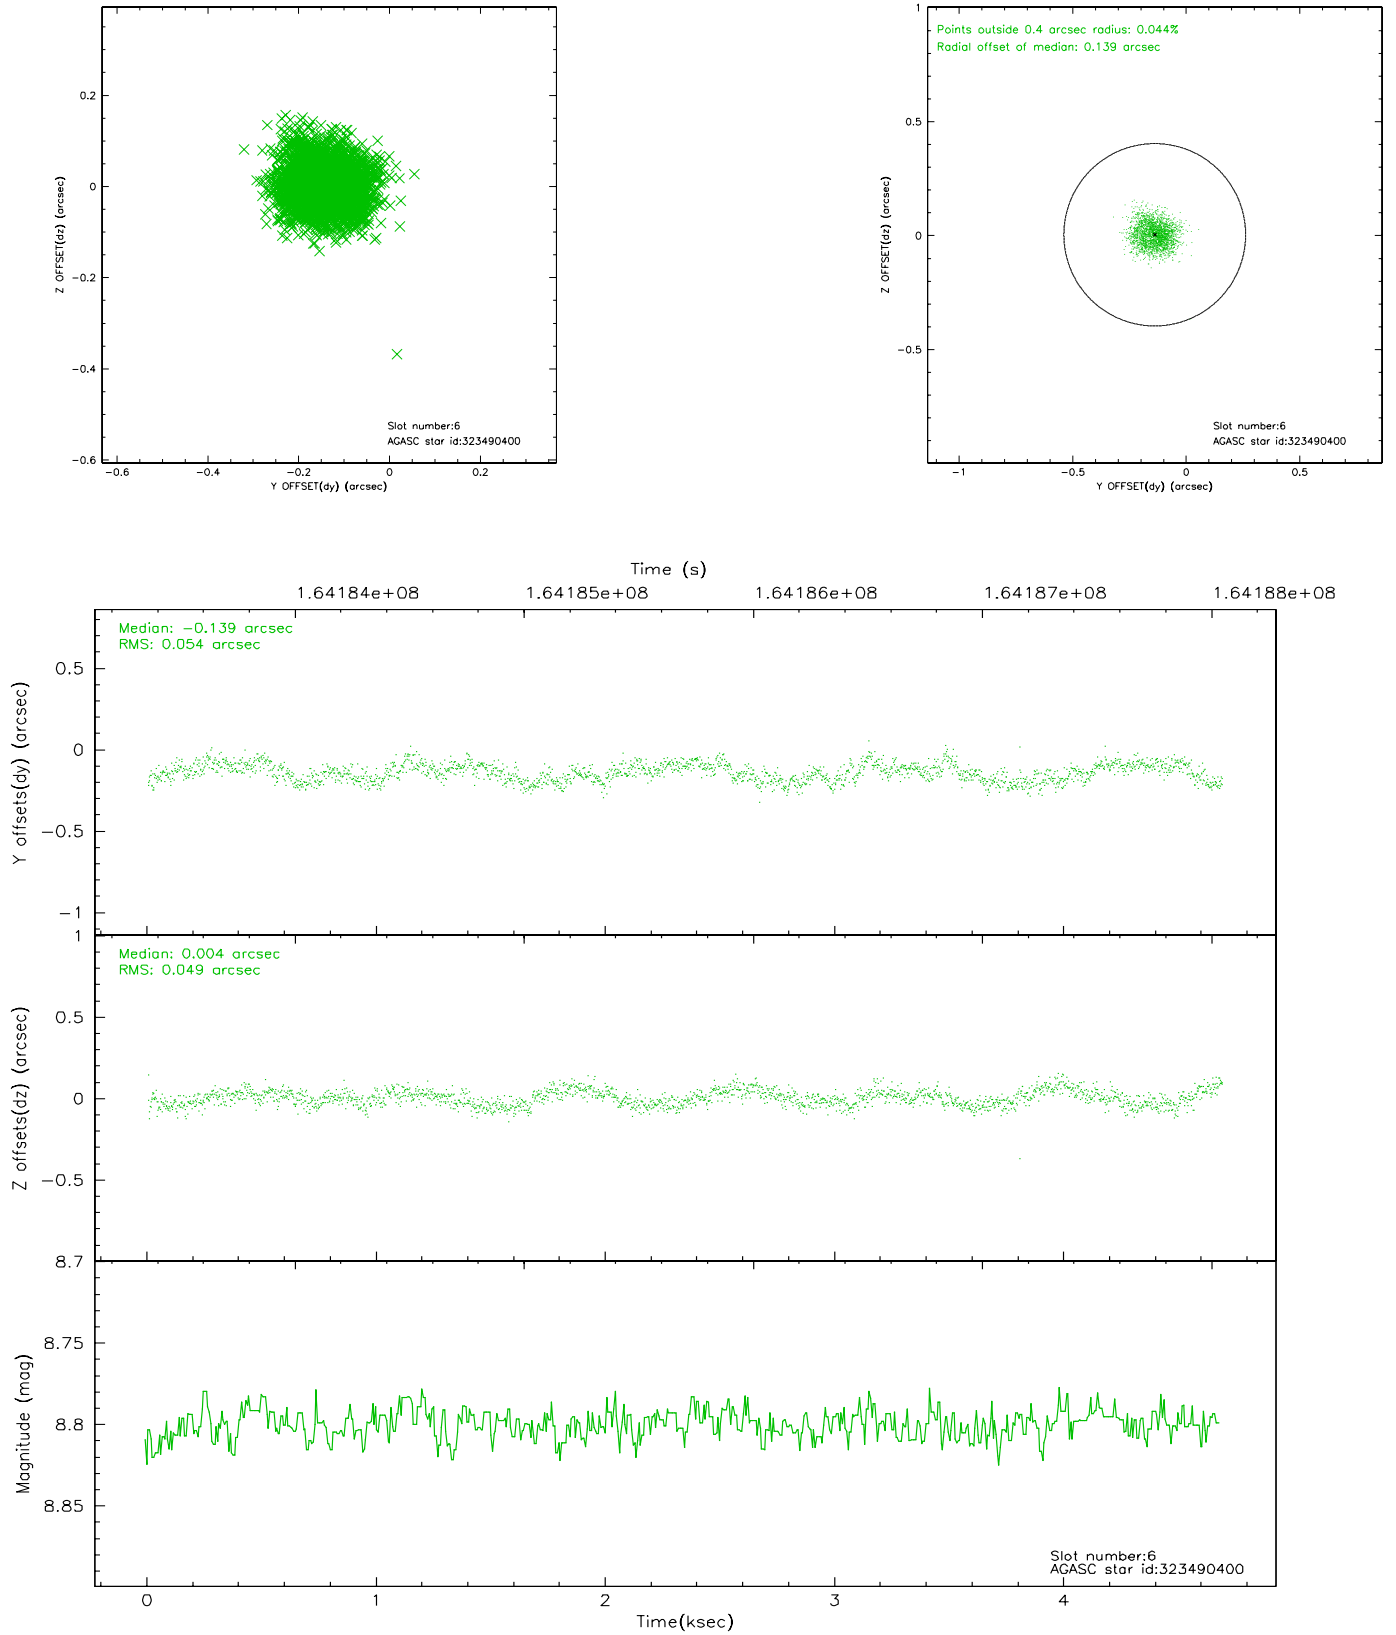 0.2
0
−0.2
−0.4
−0.6
Z OFFSET(dz) (arcsec)
Slot number:6
AGASC star id:323490400
−0.6 −0.4 −0.2 0 0.2
Y OFFSET(dy) (arcsec)
Points outside 0.4 arcsec radius: 0.044%
Radial offset of median: 0.139 arcsec
1
0.5
0
−0.5
Z OFFSET(dz) (arcsec)
Slot number:6
AGASC star id:323490400
−1 −0.5 0 0.5
Y OFFSET(dy) (arcsec)
Time (s)
1.64184e+08 1.64185e+08 1.64186e+08 1.64187e+08 1.64188e+08
Median: −0.139 arcsec
RMS: 0.054 arcsec
0.5
0
−0.5
−1
Y offsets(dy) (arcsec)
Median: 0.004 arcsec
RMS: 0.049 arcsec
1
0.5
0
−0.5
Z offsets(dz) (arcsec)
8.7
8.75
8.8
8.85
Magnitude (mag)
Slot number:6
AGASC star id:323490400
0 1 2 3 4
Time(ksec)